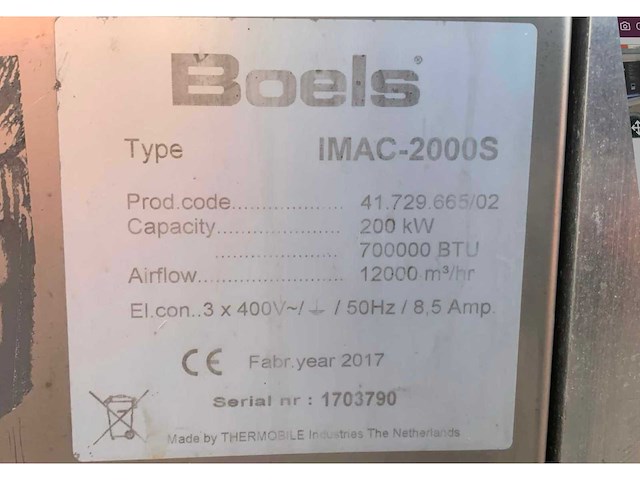 Boels®
Type IMAC-2000S
Prod.code.................... 41.729.665/02
Capacity...................... 200 kW
...................... 700000 BTU
Airflow......................... 12000 m³/hr
El.con..3 x 400V~/⏚ / 50Hz / 8,5 Amp.
CE Fabr.year 2017
Serial nr : 1703790
Made by THERMOBILE Industries The Netherlands